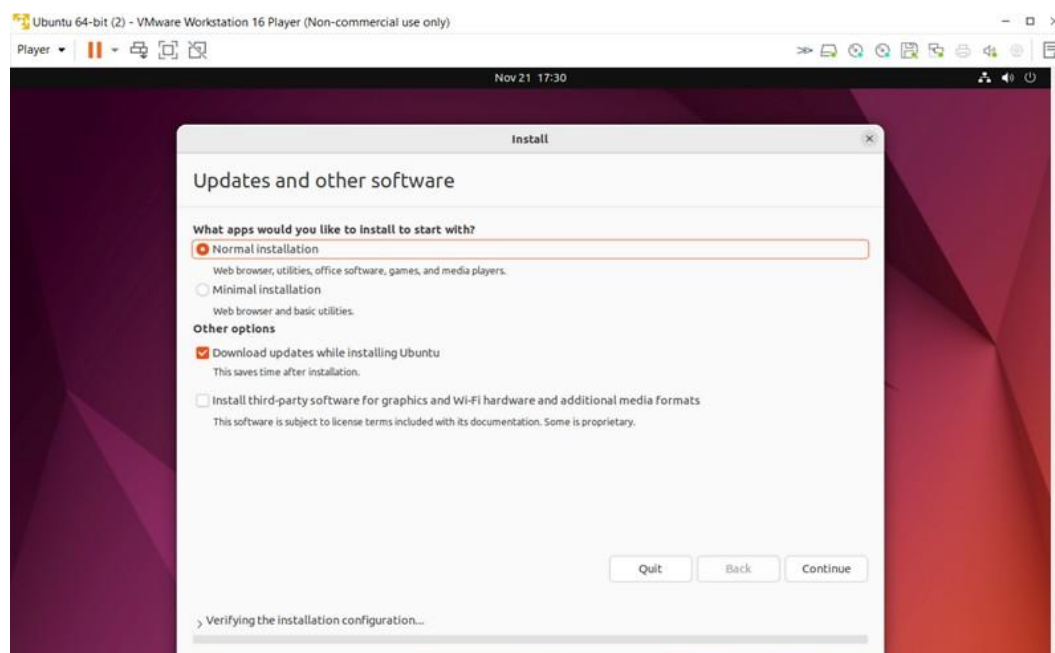 Ubuntu 64-bit (2) - VMware Workstation 16 Player (Non-commercial use only)
Player
Nov 21 17:30
Install
Updates and other software
What apps would you like to install to start with?
Normal installation
Web browser, utilities, office software, games, and media players.
Minimal installation
Web browser and basic utilities.
Other options
Download updates while installing Ubuntu
This saves time after installation.
Install third-party software for graphics and Wi-Fi hardware and additional media formats
This software is subject to license terms included with its documentation. Some is proprietary.
Quit Back Continue
Verifying the installation configuration...